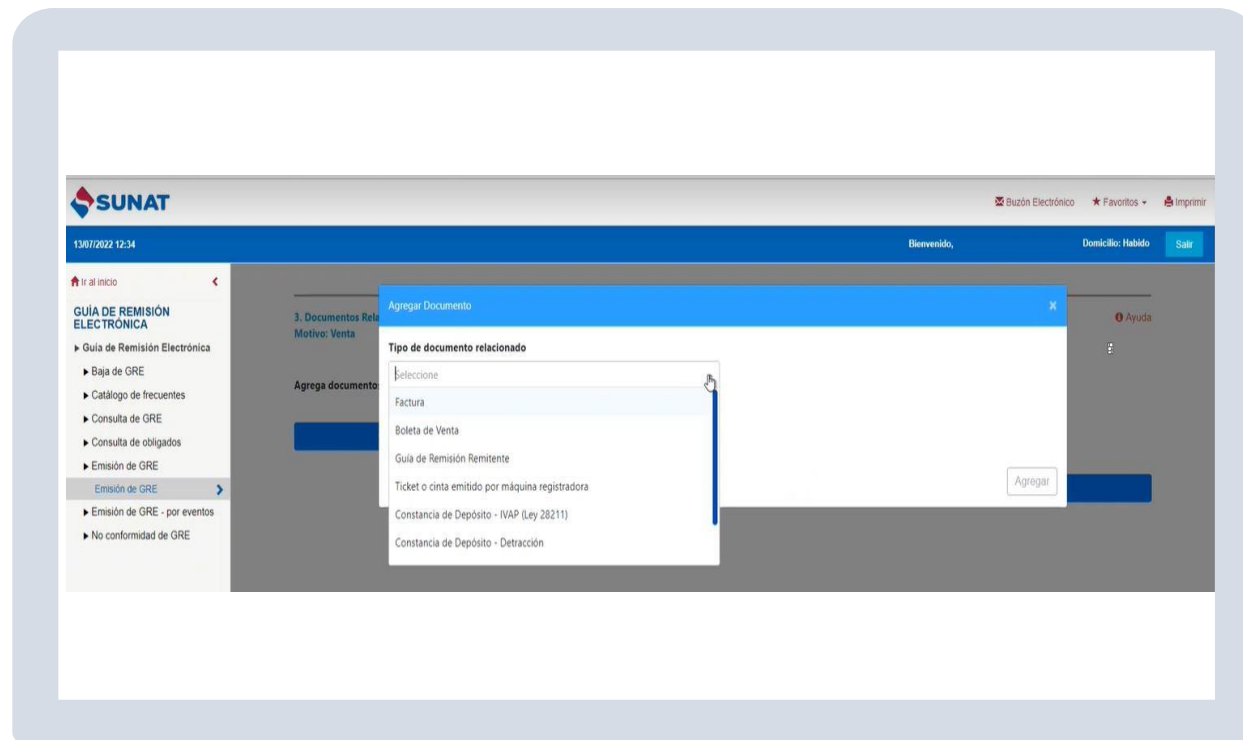 SUNAT
Buzón Electrónico
Favoritos
Imprimir
13/07/2022 12:34
Bienvenido,
Domicilio: Habido
Salir
Ir al inicio
GUÍA DE REMISIÓN
ELECTRÓNICA
Guía de Remisión Electrónica
Baja de GRE
Catálogo de frecuentes
Consulta de GRE
Consulta de obligados
Emisión de GRE
Emisión de GRE
Emisión de GRE - por eventos
No conformidad de GRE
3. Documentos Rela
Motivo: Venta
Ayuda
Agrega documento
Agregar Documento
×
Tipo de documento relacionado
Seleccione
Factura
Boleta de Venta
Guía de Remisión Remitente
Ticket o cinta emitido por máquina registradora
Constancia de Depósito - IVAP (Ley 28211)
Constancia de Depósito - Detracción
Agregar